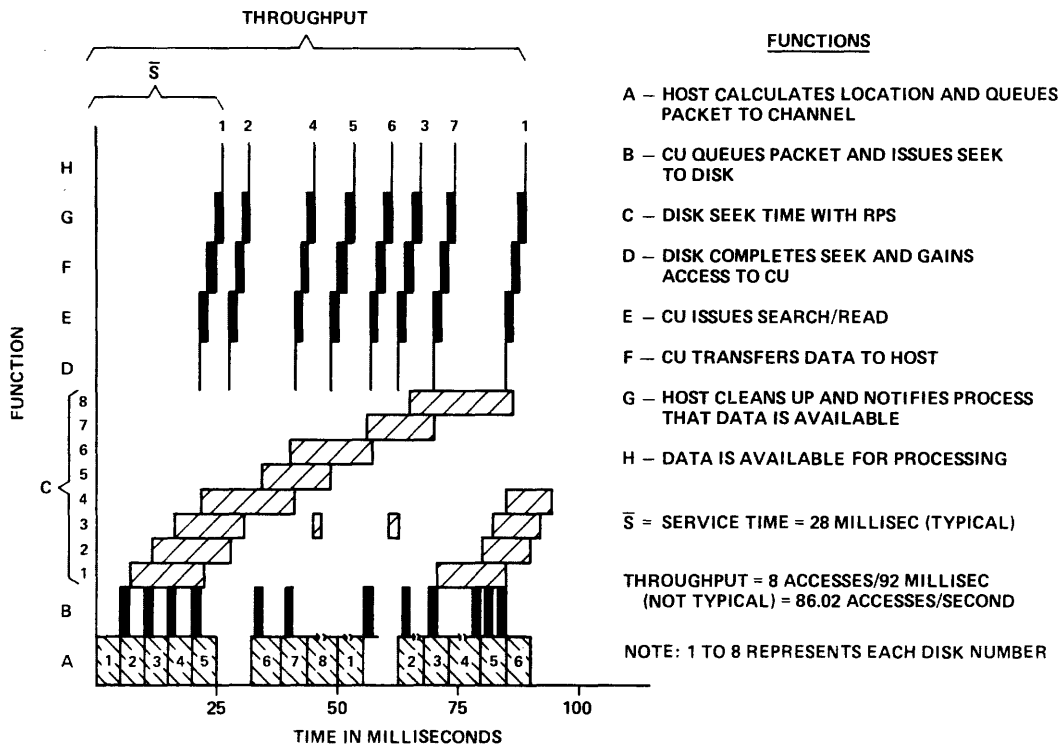 THROUGHPUT
S̅
1 2 4 5 6 3 7 1
H
G
F
E
D
C
8
7
6
5
4
3
2
1
B
A
1 2 3 4 5 6 7 8 1 2 3 4 5 6
25 50 75 100
TIME IN MILLISECONDS
FUNCTION
FUNCTIONS
A – HOST CALCULATES LOCATION AND QUEUES
PACKET TO CHANNEL
B – CU QUEUES PACKET AND ISSUES SEEK
TO DISK
C – DISK SEEK TIME WITH RPS
D – DISK COMPLETES SEEK AND GAINS
ACCESS TO CU
E – CU ISSUES SEARCH/READ
F – CU TRANSFERS DATA TO HOST
G – HOST CLEANS UP AND NOTIFIES PROCESS
THAT DATA IS AVAILABLE
H – DATA IS AVAILABLE FOR PROCESSING
S̅ = SERVICE TIME = 28 MILLISEC (TYPICAL)
THROUGHPUT = 8 ACCESSES/92 MILLISEC
(NOT TYPICAL) = 86.02 ACCESSES/SECOND
NOTE: 1 TO 8 REPRESENTS EACH DISK NUMBER